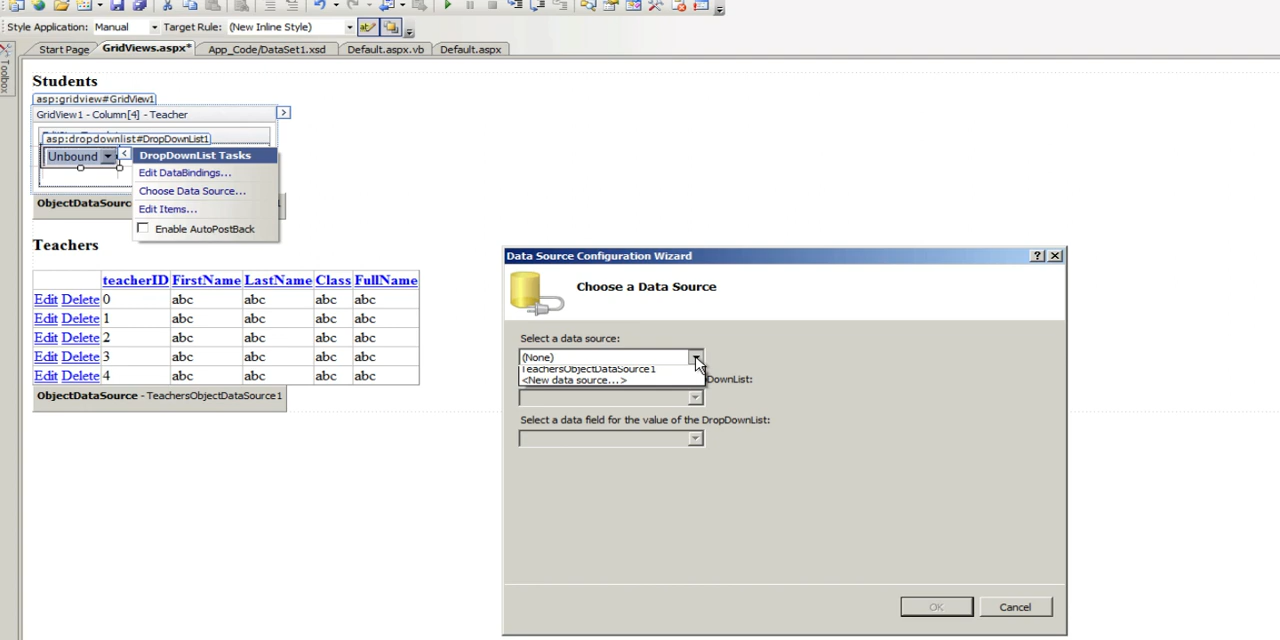 Style Application: Manual Target Rule: (New Inline Style)
Toolbox
Start Page GridViews.aspx* App_Code/DataSet1.xsd Default.aspx.vb Default.aspx
Students
asp:gridview#GridView1
GridView1 - Column[4] - Teacher
asp:dropdownlist#DropDownList1
Unbound
DropDownList Tasks
Edit DataBindings...
Choose Data Source...
Edit Items...
Enable AutoPostBack
ObjectDataSourc
Teachers
teacherID FirstName LastName Class FullName
Edit Delete 0 abc abc abc abc
Edit Delete 1 abc abc abc abc
Edit Delete 2 abc abc abc abc
Edit Delete 3 abc abc abc abc
Edit Delete 4 abc abc abc abc
ObjectDataSource - TeachersObjectDataSource1
Data Source Configuration Wizard
Choose a Data Source
Select a data source:
(None)
TeachersObjectDataSource1
<New data source...>
DownList:
Select a data field for the value of the DropDownList:
OK Cancel